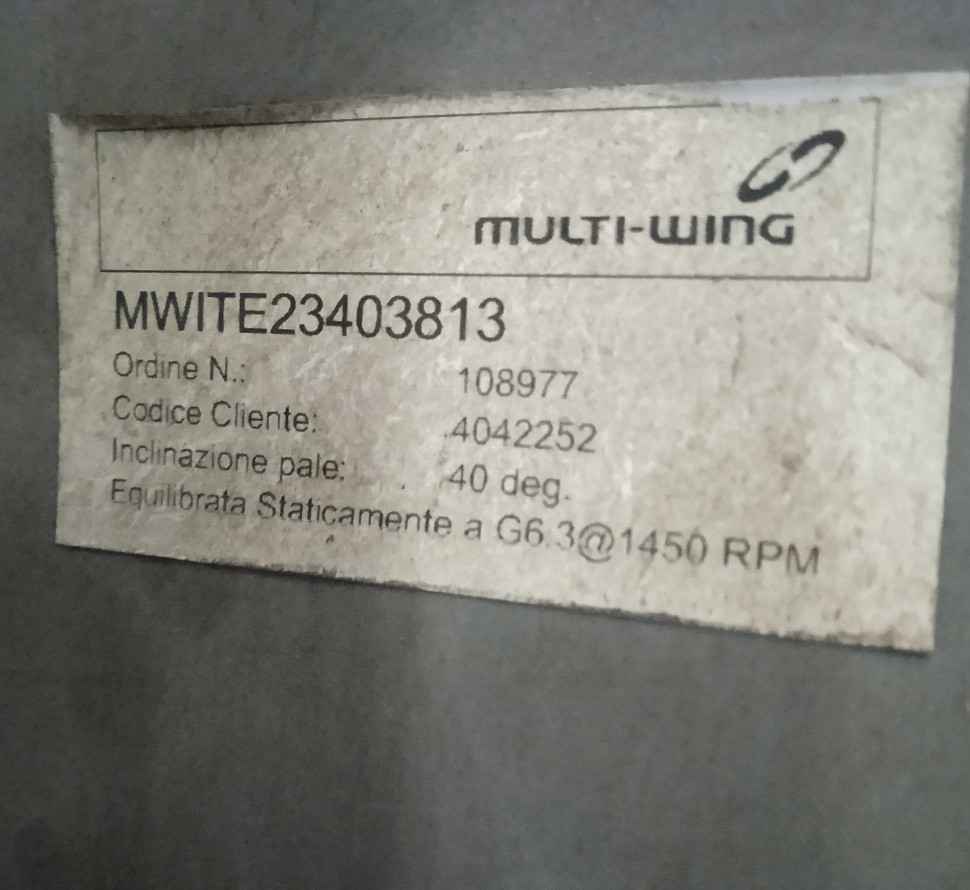 MULTI-WING
MWITE23403813
Ordine N.: 108977
Codice Cliente: 4042252
Inclinazione pale: 40 deg.
Equilibrata Staticamente a G6.3@1450 RPM